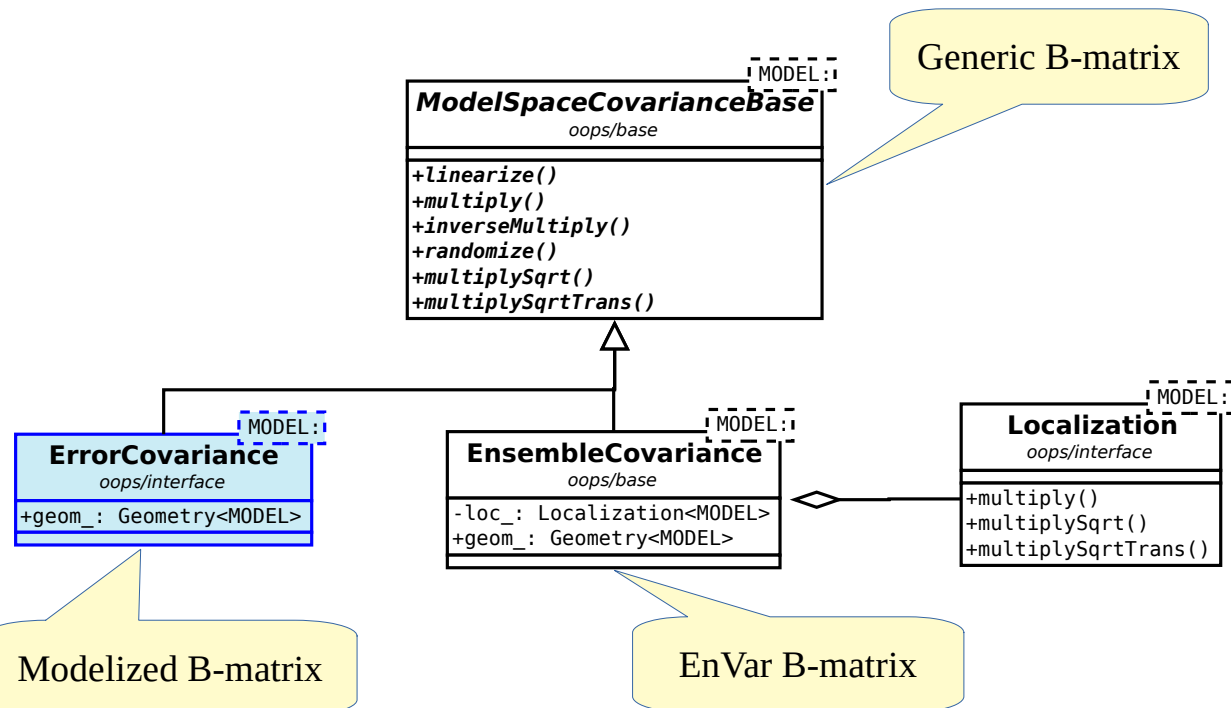 Generic B-matrix
MODEL:
ModelSpaceCovarianceBase
oops/base
+linearize()
+multiply()
+inverseMultiply()
+randomize()
+multiplySqrt()
+multiplySqrtTrans()
MODEL:
ErrorCovariance
oops/interface
+geom_: Geometry<MODEL>
MODEL:
EnsembleCovariance
oops/base
-loc_: Localization<MODEL>
+geom_: Geometry<MODEL>
MODEL:
Localization
oops/interface
+multiply()
+multiplySqrt()
+multiplySqrtTrans()
Modelized B-matrix
EnVar B-matrix